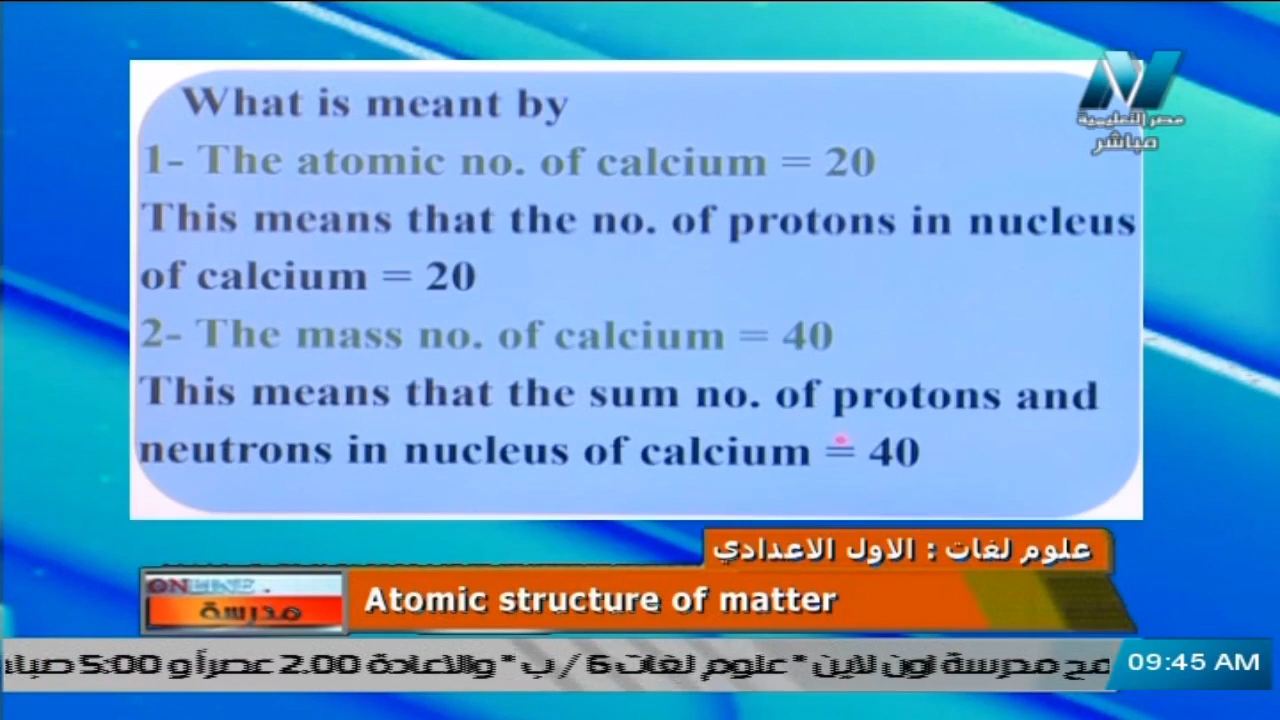 What is meant by
1- The atomic no. of calcium = 20
This means that the no. of protons in nucleus
of calcium = 20
2- The mass no. of calcium = 40
This means that the sum no. of protons and
neutrons in nucleus of calcium = 40
مصر التعليمية
مباشر
علوم لغات : الاول الاعدادي
ONLINE .
مدرسة
Atomic structure of matter
مدرسة اون لاين " علوم لغات 6 / ب " والاعادة 2.00 عصراً و 5:00
09:45 AM